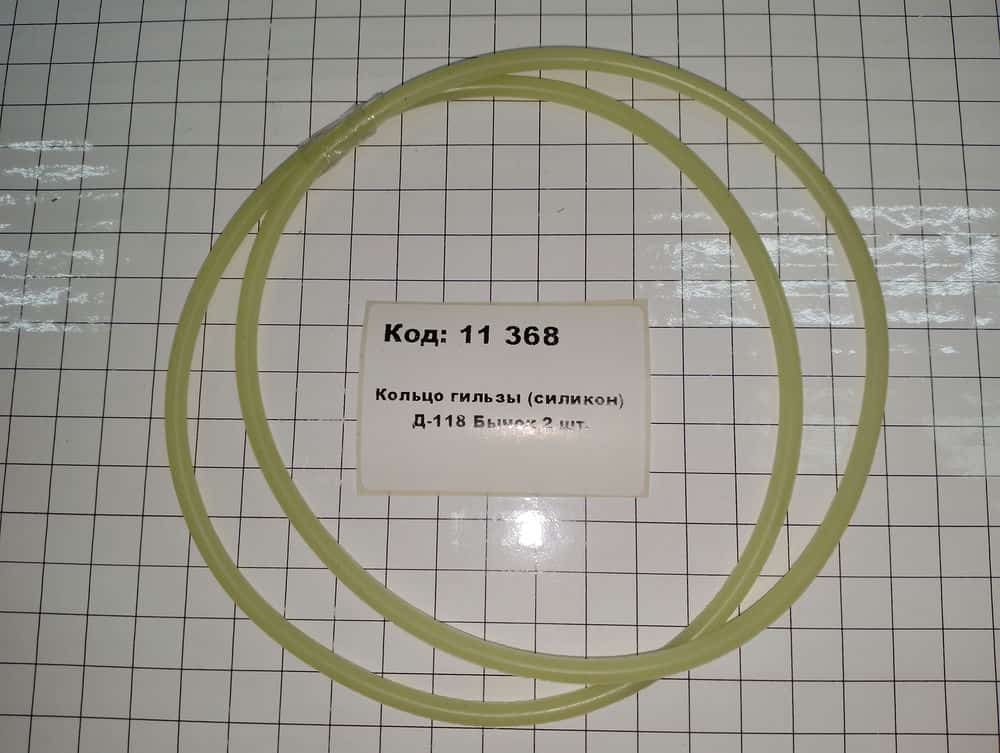 Код: 11 368
Кольцо гильзы (силикон)
Д-118 Бычок 2 шт.